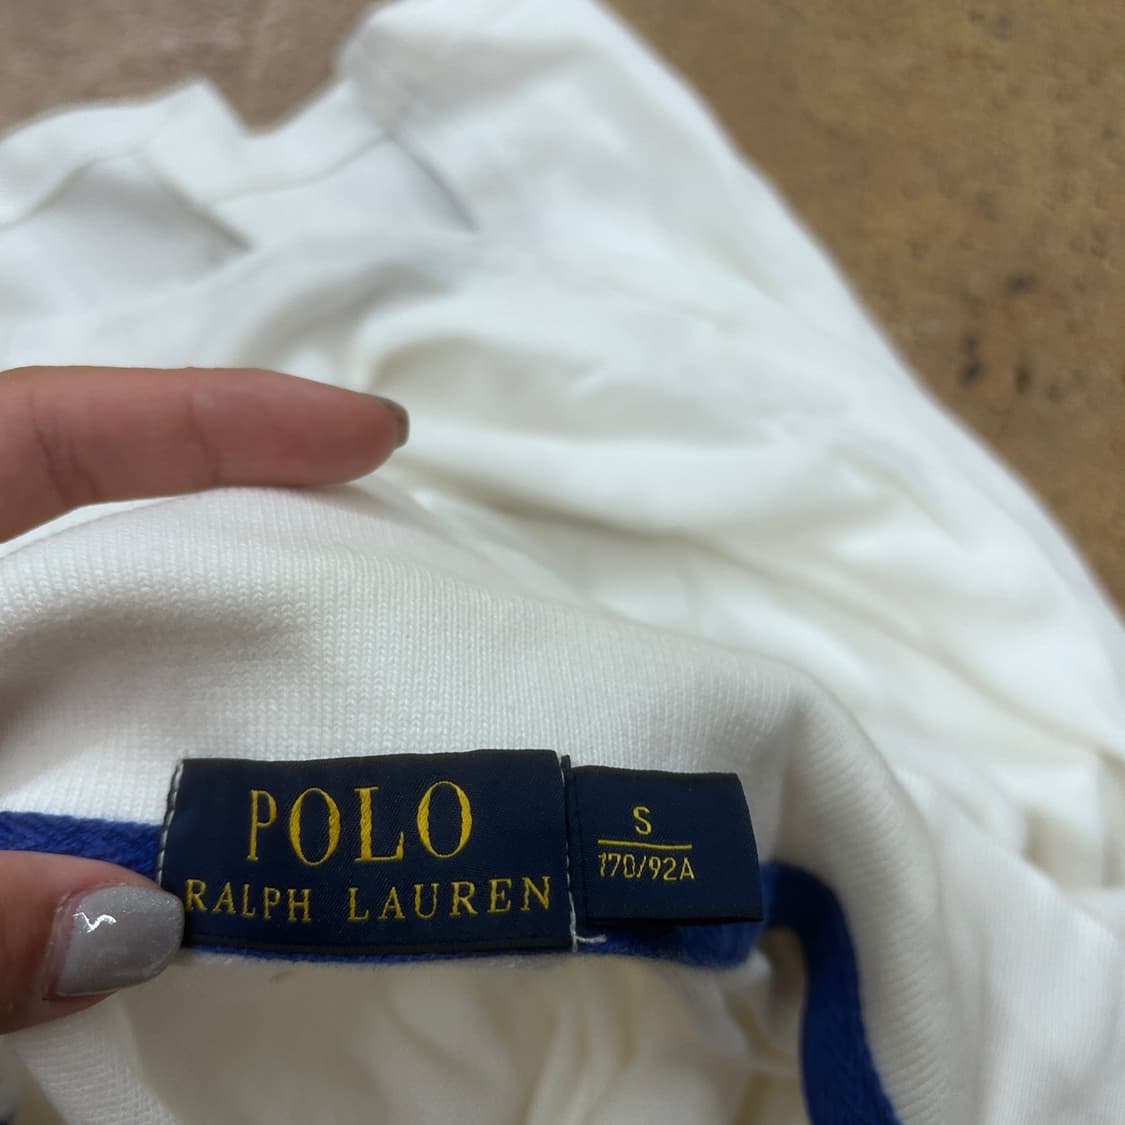 POLO
RALPH LAUREN
S
170/92A